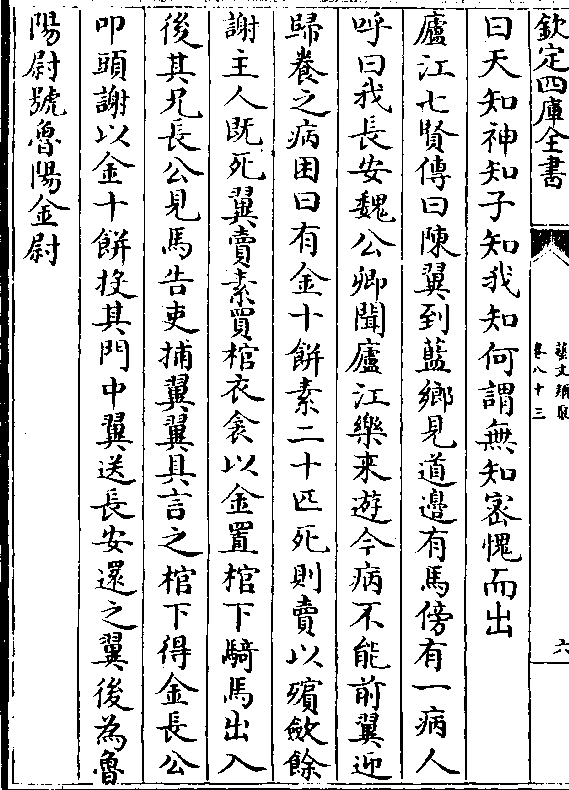 欽定四庫全書
藝文類聚
卷八十三
六
曰天知神知子知我知何謂無知宻愧而出
廬江七賢傳曰陳翼到藍鄉見道邉有馬傍有一病人
呼曰我長安魏公卿聞廬江樂来遊今病不能前翼迎
歸養之病困曰有金十餅素二十匹死則賣以殯斂餘
謝主人既死翼賣素買棺衣衾以金置棺下騎馬出入
後其兄長公見馬告吏捕翼翼具言之棺下得金長公
叩頭謝以金十餅投其門中翼送長安還之翼後為魯
陽尉號魯陽金尉